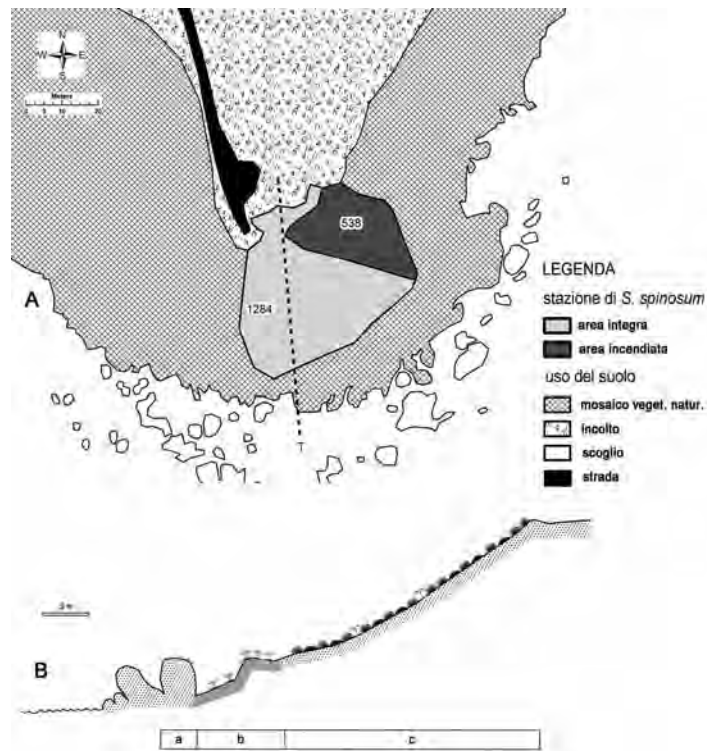 N
W E
S
Meters
538
1284
A
T
LEGENDA
stazione di S. spinosum
area integra
area incendiata
uso del suolo
mosaico veget. natur.
incolto
scoglio
strada
B
a b c